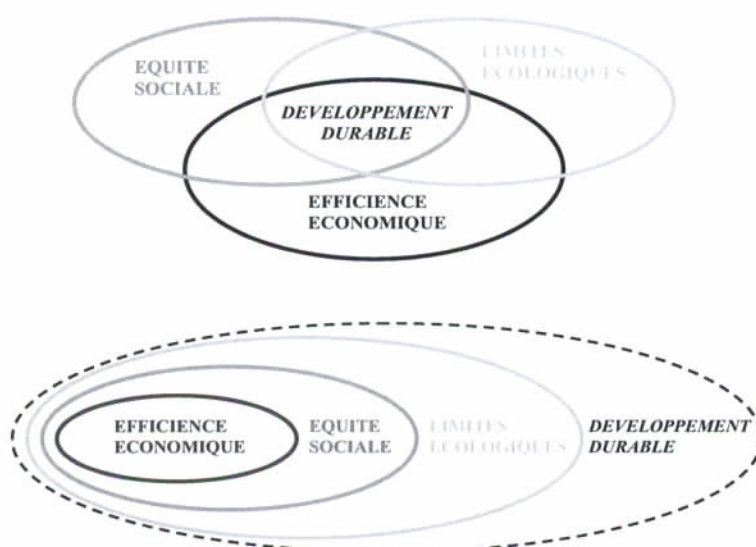 EQUITE
SOCIALE
LIMITES
ECOLOGIQUES
DEVELOPPEMENT
DURABLE
EFFICIENCE
ECONOMIQUE
EFFICIENCE
ECONOMIQUE
EQUITE
SOCIALE
LIMITES
ECOLOGIQUES
DEVELOPPEMENT
DURABLE